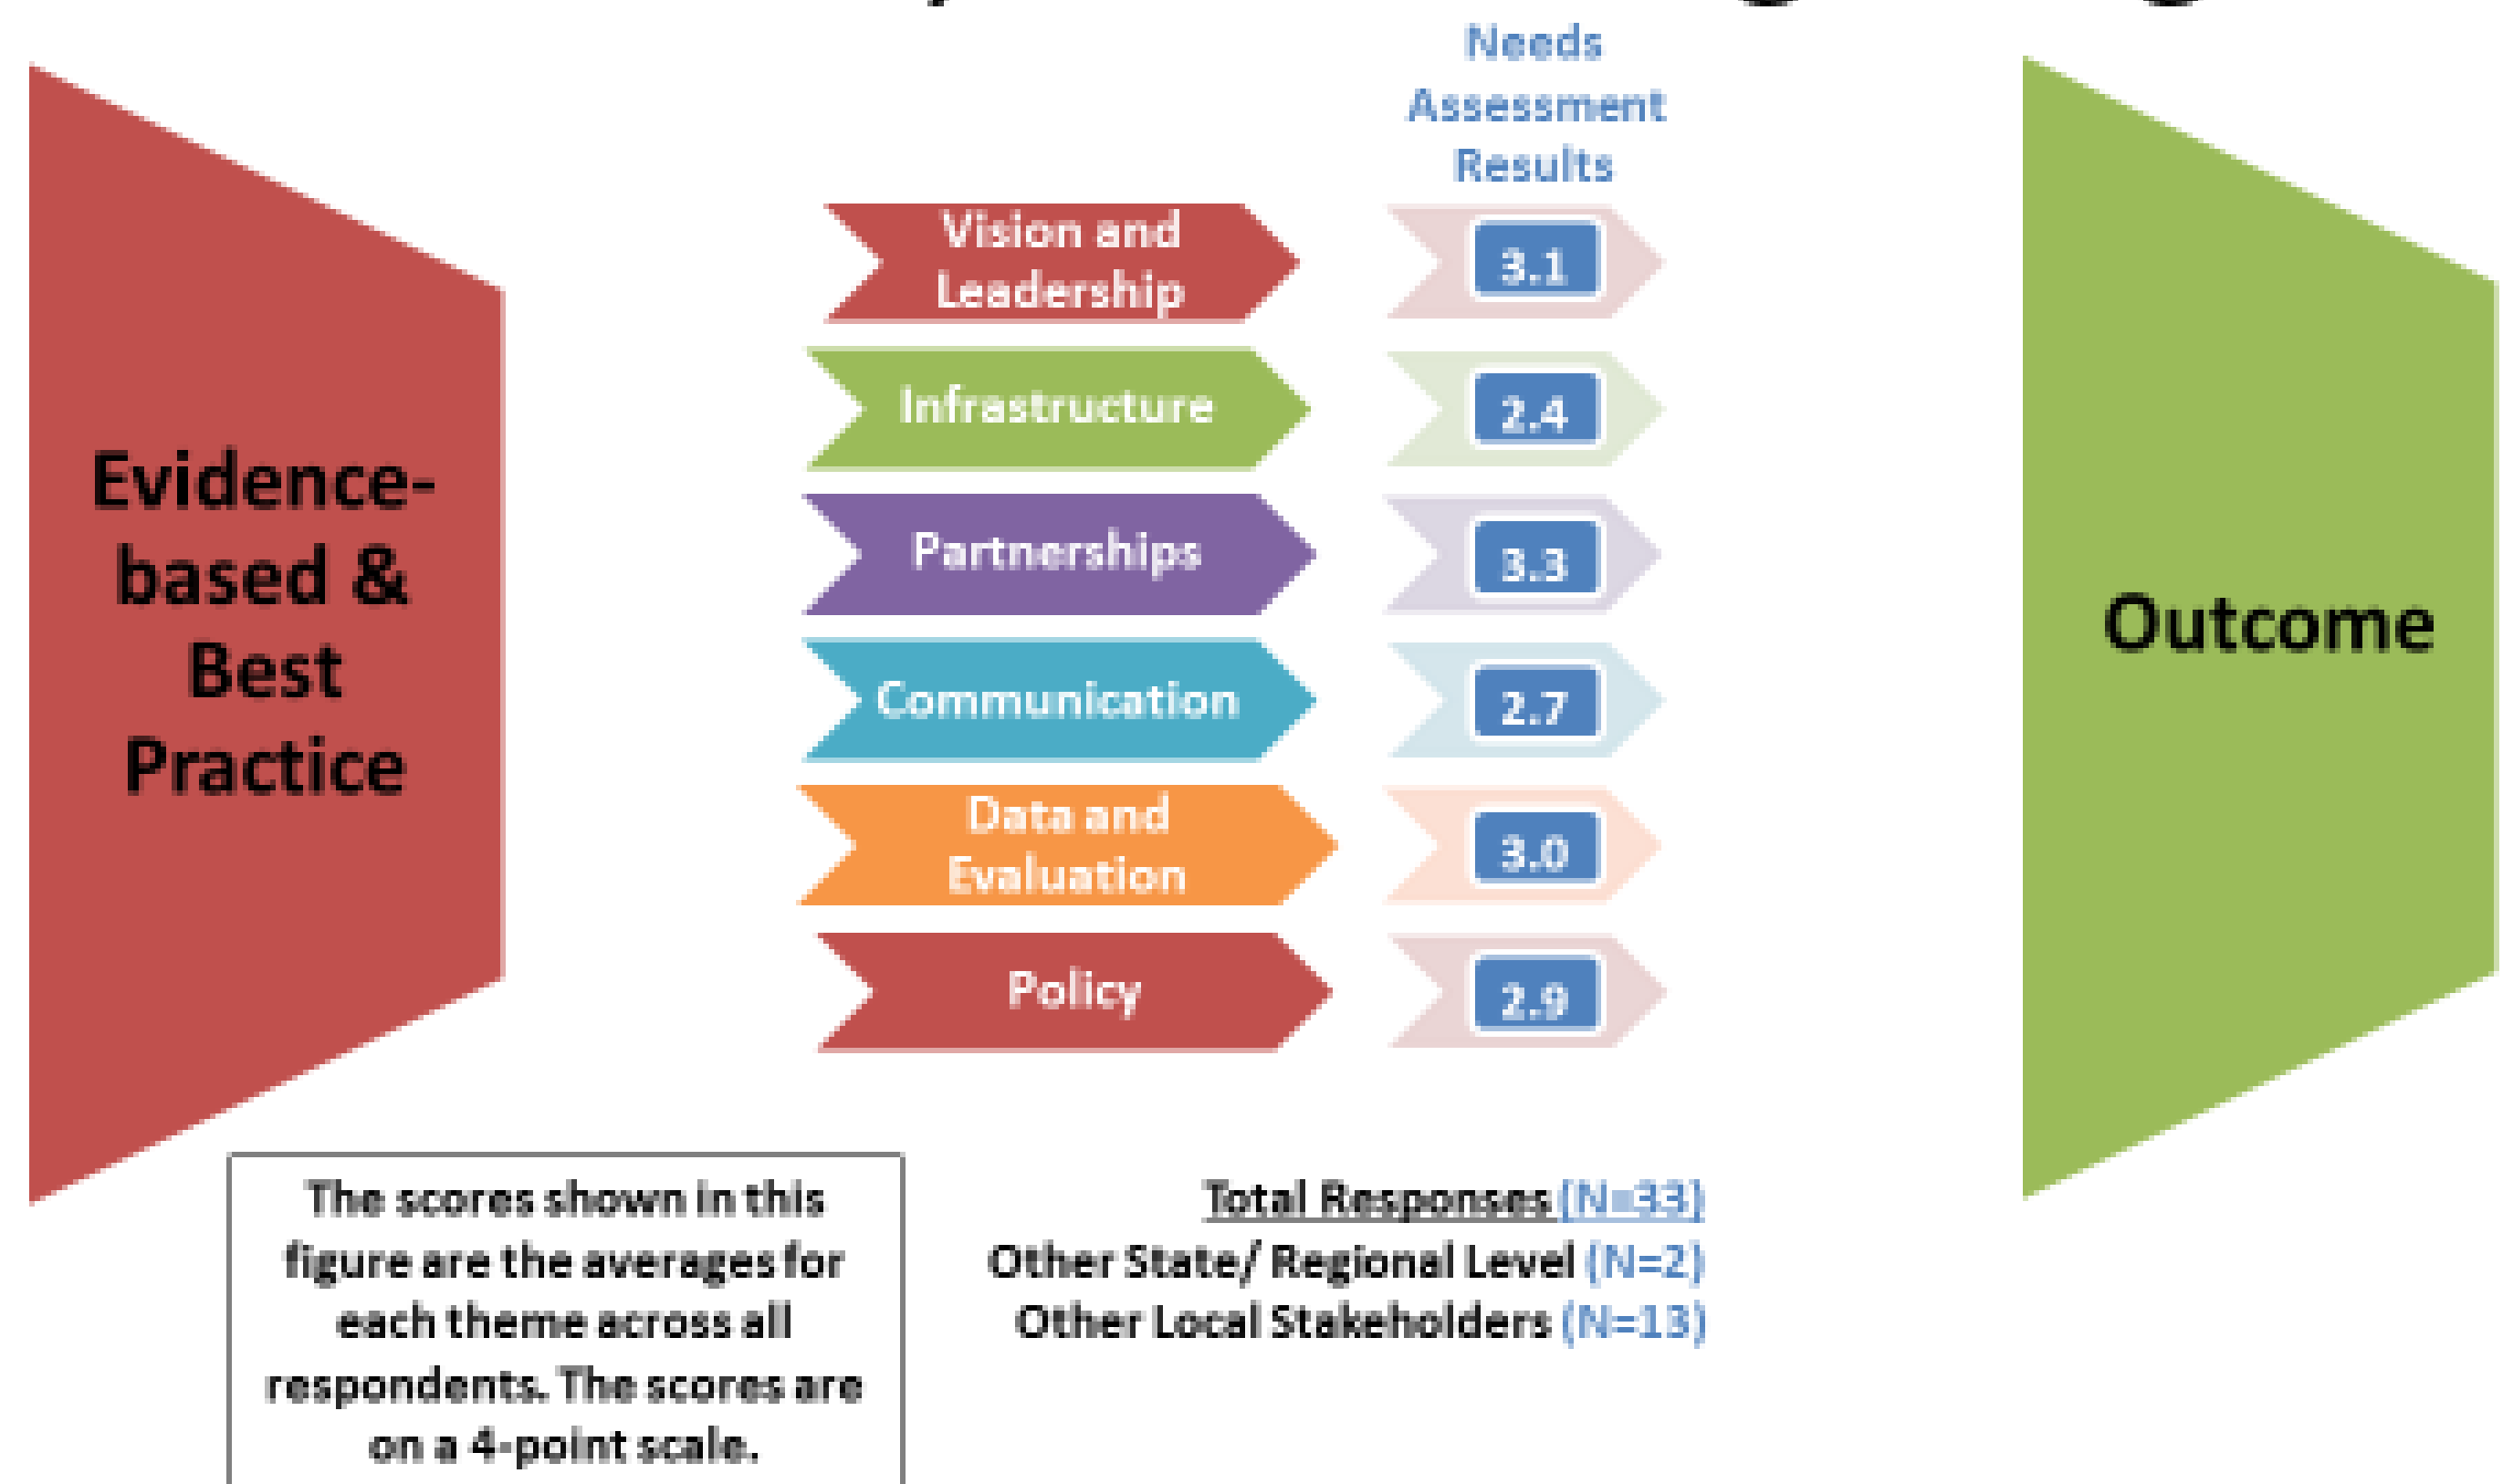 Needs
Assessment
Results
Evidence-
based &
Best
Practice
Vision and
Leadership
3.1
Infrastructure
2.4
Partnerships
3.3
Communication
2.7
Data and
Evaluation
3.0
Policy
2.9
Outcome
The scores shown in this
figure are the averages for
each theme across all
respondents. The scores are
on a 4-point scale.
Total Responses (N=33)
Other State/ Regional Level (N=2)
Other Local Stakeholders (N=13)